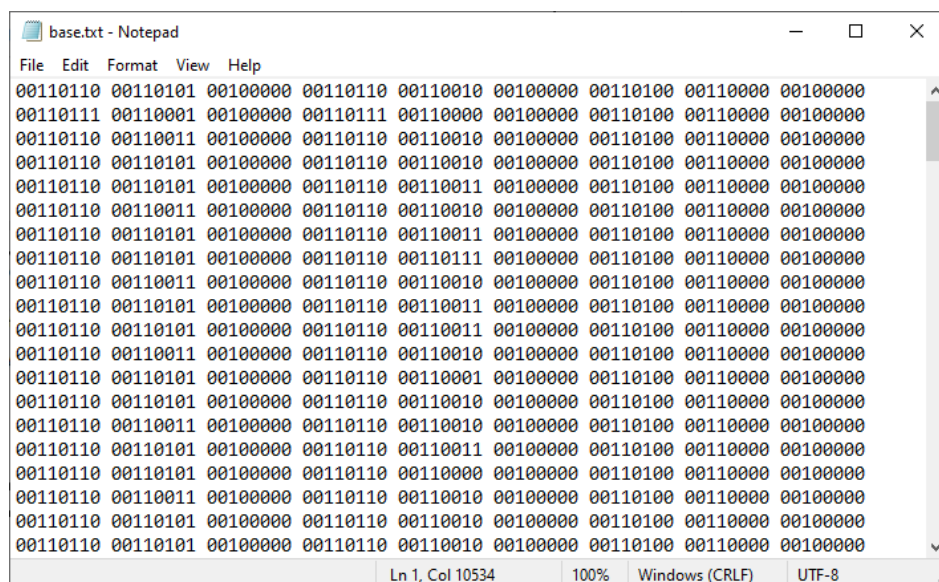 base.txt - Notepad
File Edit Format View Help
00110110 00110101 00100000 00110110 00110010 00100000 00110100 00110000 00100000
00110111 00110001 00100000 00110111 00110000 00100000 00110100 00110000 00100000
00110110 00110011 00100000 00110110 00110010 00100000 00110100 00110000 00100000
00110110 00110101 00100000 00110110 00110010 00100000 00110100 00110000 00100000
00110110 00110101 00100000 00110110 00110011 00100000 00110100 00110000 00100000
00110110 00110011 00100000 00110110 00110010 00100000 00110100 00110000 00100000
00110110 00110101 00100000 00110110 00110011 00100000 00110100 00110000 00100000
00110110 00110101 00100000 00110110 00110111 00100000 00110100 00110000 00100000
00110110 00110011 00100000 00110110 00110010 00100000 00110100 00110000 00100000
00110110 00110101 00100000 00110110 00110011 00100000 00110100 00110000 00100000
00110110 00110101 00100000 00110110 00110011 00100000 00110100 00110000 00100000
00110110 00110011 00100000 00110110 00110010 00100000 00110100 00110000 00100000
00110110 00110101 00100000 00110110 00110001 00100000 00110100 00110000 00100000
00110110 00110101 00100000 00110110 00110010 00100000 00110100 00110000 00100000
00110110 00110011 00100000 00110110 00110010 00100000 00110100 00110000 00100000
00110110 00110101 00100000 00110110 00110011 00100000 00110100 00110000 00100000
00110110 00110101 00100000 00110110 00110000 00100000 00110100 00110000 00100000
00110110 00110011 00100000 00110110 00110010 00100000 00110100 00110000 00100000
00110110 00110101 00100000 00110110 00110010 00100000 00110100 00110000 00100000
00110110 00110101 00100000 00110110 00110010 00100000 00110100 00110000 00100000
Ln 1, Col 10534 100% Windows (CRLF) UTF-8